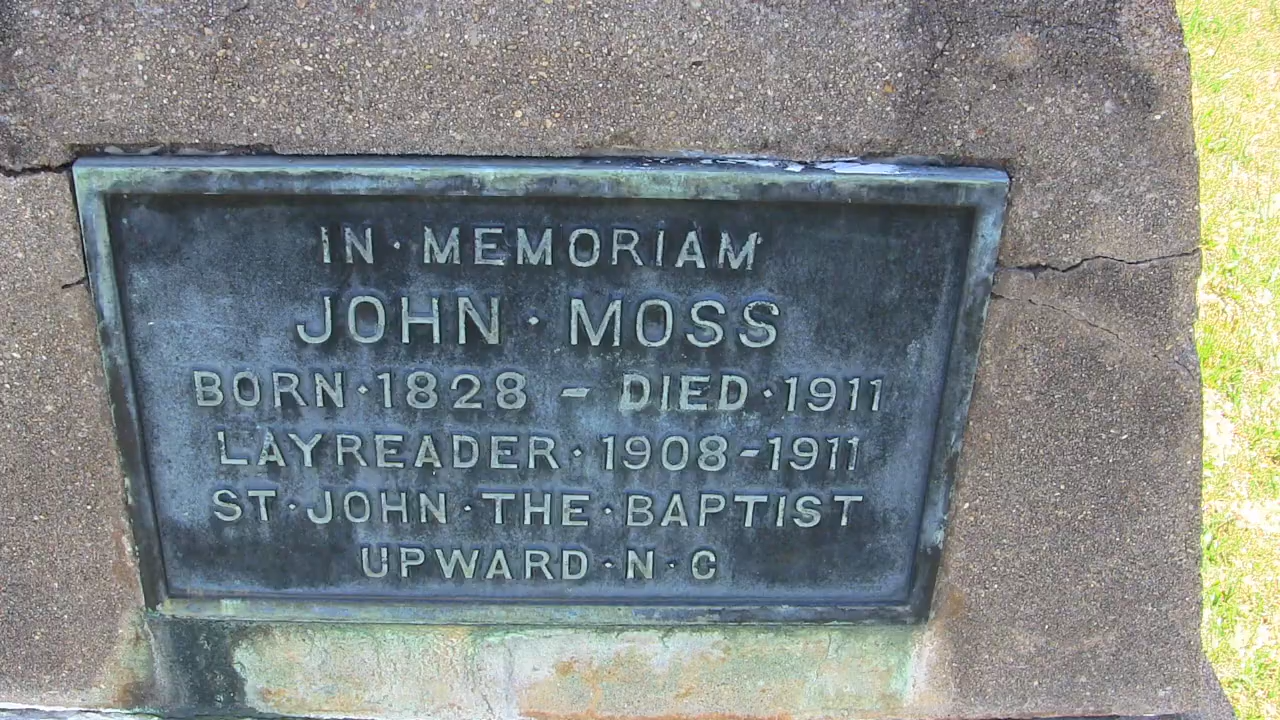 IN · MEMORIAM
JOHN · MOSS
BORN · 1828 – DIED · 1911
LAYREADER · 1908-1911
ST · JOHN · THE · BAPTIST
UPWARD · N · C